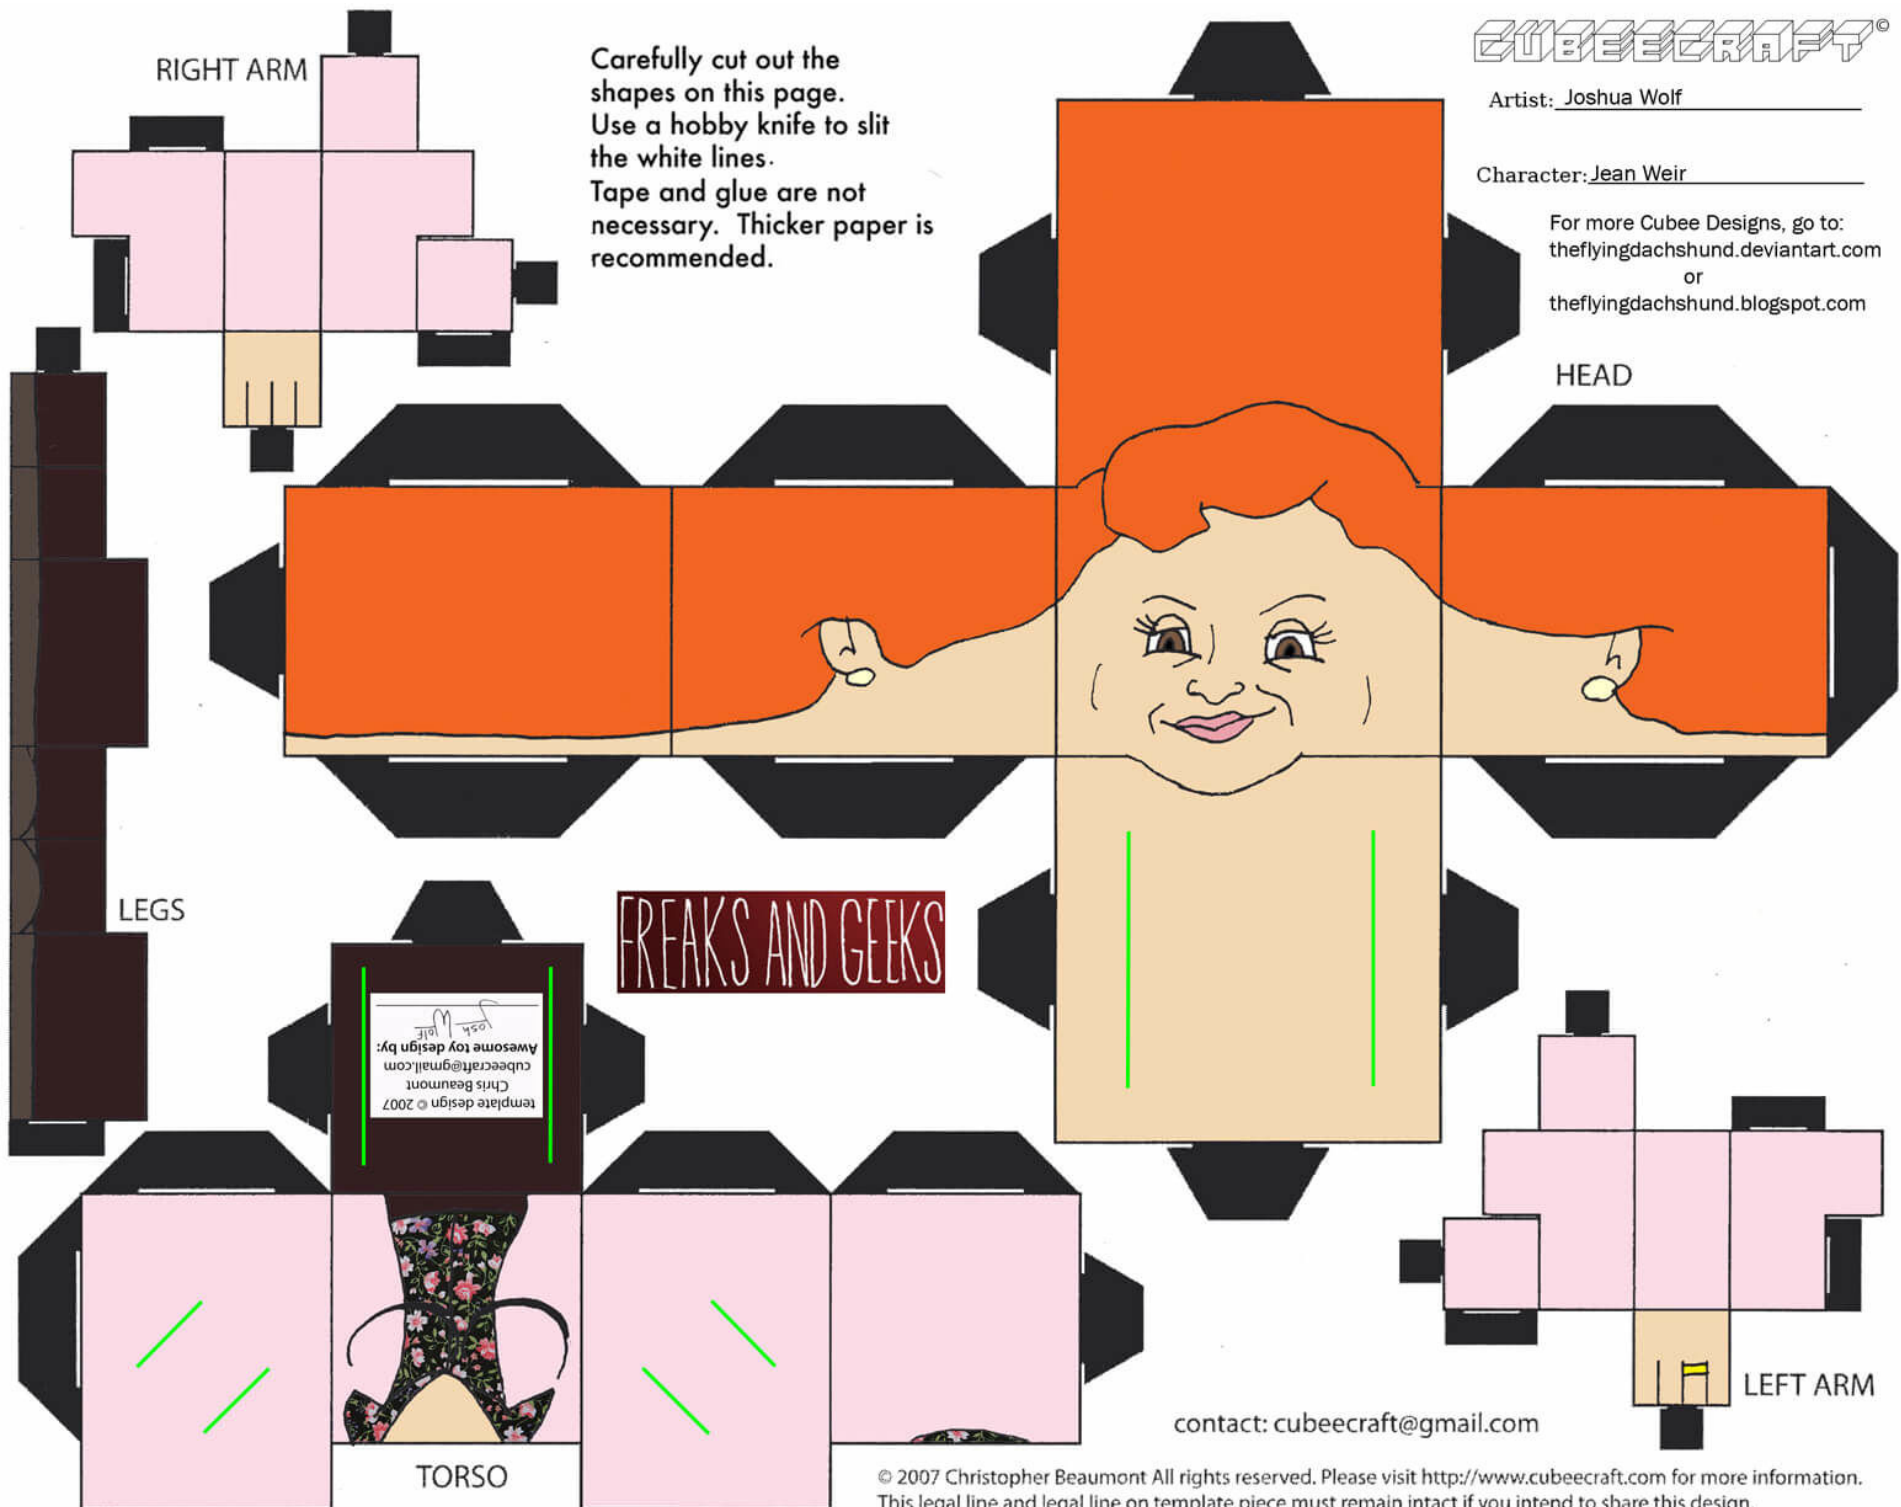 RIGHT ARM
Carefully cut out the
shapes on this page.
Use a hobby knife to slit
the white lines.
Tape and glue are not
necessary. Thicker paper is
recommended.
CUBEECRAFT©
Artist: Joshua Wolf
Character: Jean Weir
For more Cubee Designs, go to:
theflyingdachshund.deviantart.com
or
theflyingdachshund.blogspot.com
HEAD
LEGS
FREAKS AND GEEKS
template design © 2007
Chris Beaumont
cubeecraft@gmail.com
Awesome toy design by:
Josh Wolf
LEFT ARM
contact: cubeecraft@gmail.com
TORSO
© 2007 Christopher Beaumont All rights reserved. Please visit http://www.cubeecraft.com for more information.
This legal line and legal line on template piece must remain intact if you intend to share this design